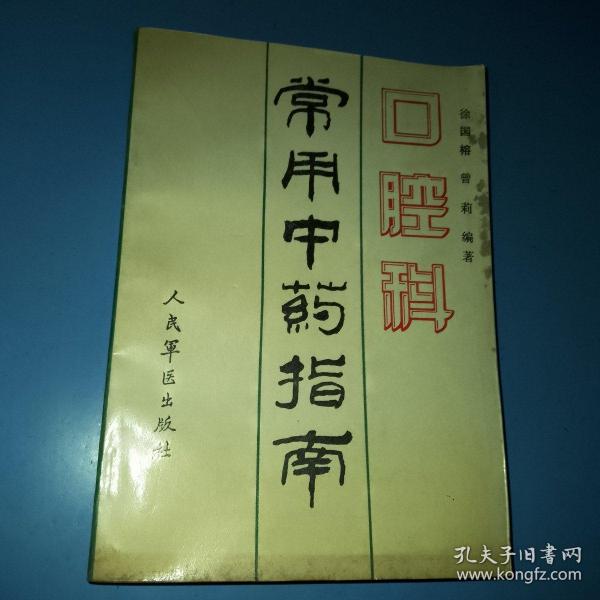 徐国榕 曾莉 编著
口腔科
常用中药指南
人民軍医出版社
孔夫子旧书网
www.kongfz.com